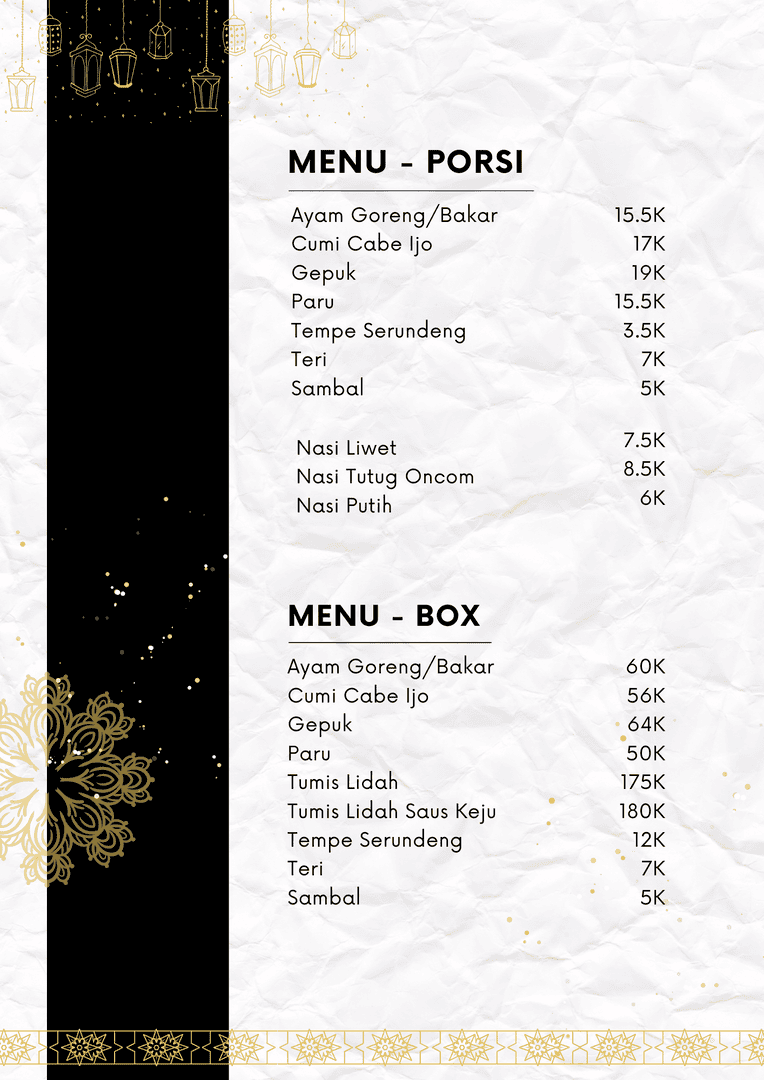 MENU - PORSI
Ayam Goreng/Bakar 15.5K
Cumi Cabe Ijo 17K
Gepuk 19K
Paru 15.5K
Tempe Serundeng 3.5K
Teri 7K
Sambal 5K
Nasi Liwet 7.5K
Nasi Tutug Oncom 8.5K
Nasi Putih 6K
MENU - BOX
Ayam Goreng/Bakar 60K
Cumi Cabe Ijo 56K
Gepuk 64K
Paru 50K
Tumis Lidah 175K
Tumis Lidah Saus Keju 180K
Tempe Serundeng 12K
Teri 7K
Sambal 5K